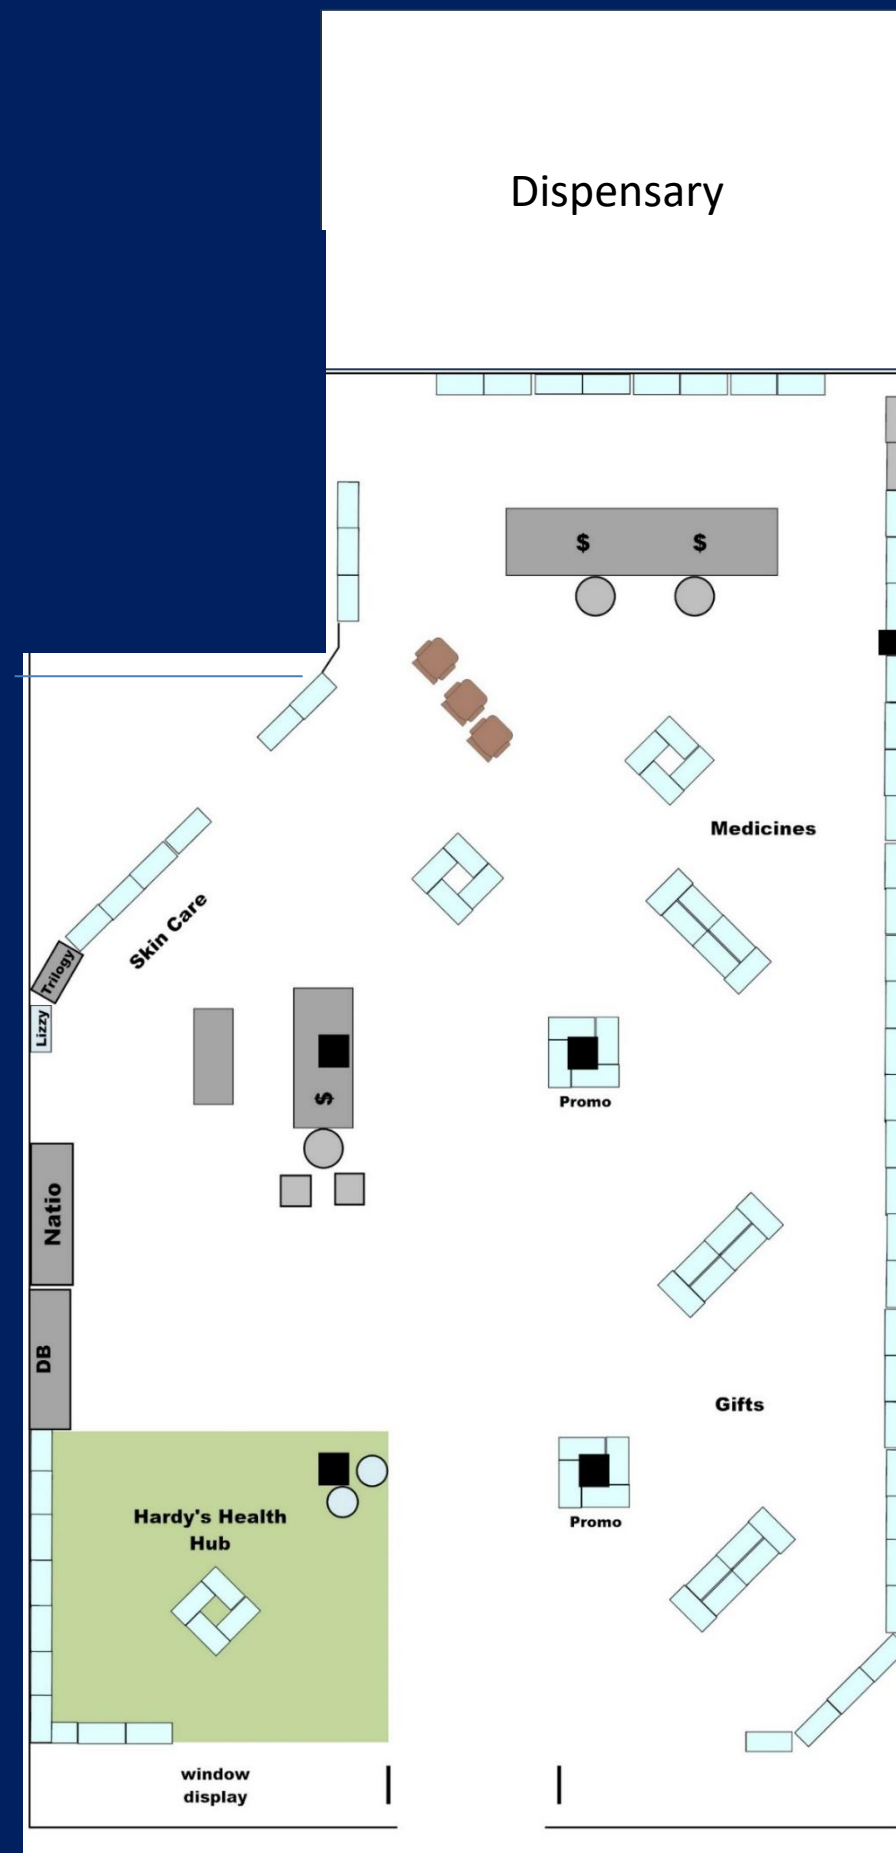 Dispensary
$ $
Medicines
Skin Care
Trilogy
Lizzy
$
Promo
Natio
DB
Gifts
Hardy's Health
Hub
Promo
window
display